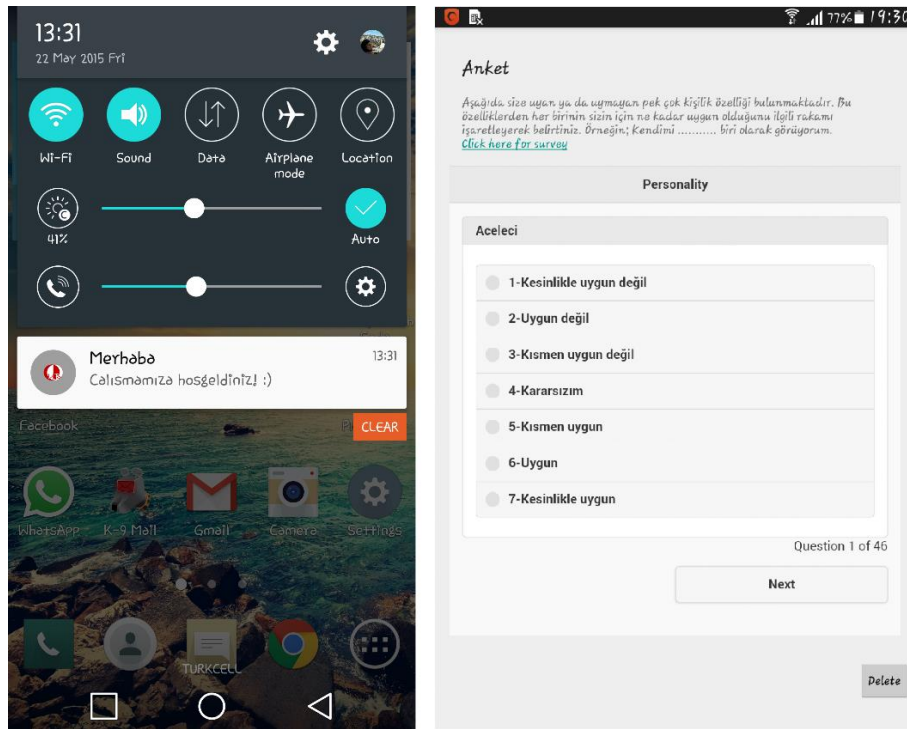 13:31
22 May 2015 Fri
Wi-Fi
Sound
Data
Airplane
mode
Location
41%
Auto
Merhaba
13:31
Calismamiza hosgeldiniz! :)
CLEAR
Facebook
WhatsApp
K-9 Mail
Gmail
Camera
Settings
TURKCELL
77%
19:30
Anket
Aşağıda size uyan ya da uymayan pek çok kişilik özelliği bulunmaktadır. Bu
özelliklerden her birinin sizin için ne kadar uygun olduğunu ilgili rakamı
işaretleyerek belirtiniz. Örneğin; Kendimi ........... biri olarak görüyorum.
Click here for survey
Personality
Aceleci
1-Kesinlikle uygun değil
2-Uygun değil
3-Kısmen uygun değil
4-Kararsızım
5-Kısmen uygun
6-Uygun
7-Kesinlikle uygun
Question 1 of 46
Next
Delete